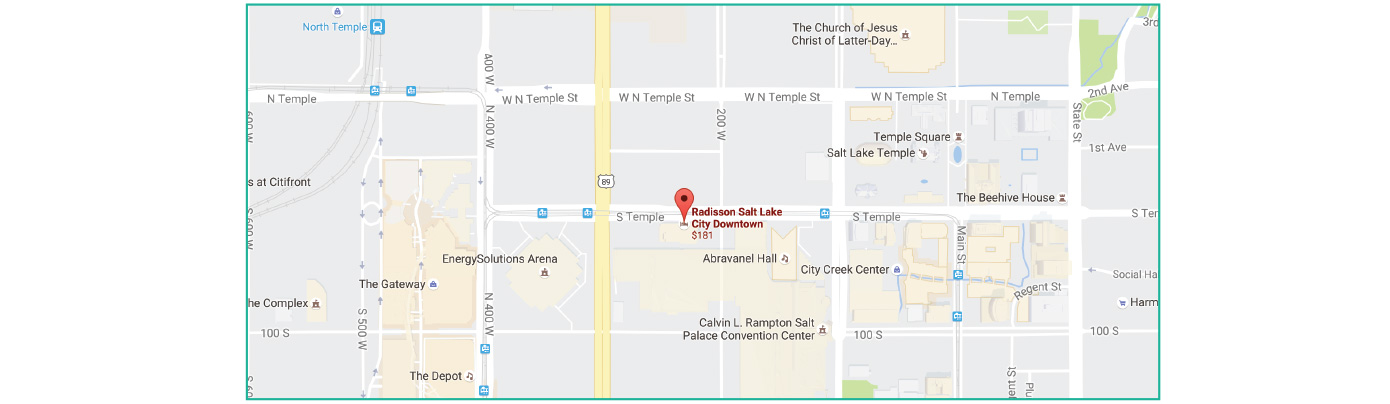 North Temple
The Church of Jesus
Christ of Latter-Day...
3rd
400 W
N Temple
W N Temple St
W N Temple St
W N Temple St
W N Temple St
N Temple
2nd Ave
600 W
N 400 W
200 W
State St
Temple Square
Salt Lake Temple
1st Ave
s at Citifront
89
The Beehive House
S Temple
Radisson Salt Lake
City Downtown
$181
S Temple
S Ter
EnergySolutions Arena
Abravanel Hall
Main St
City Creek Center
Social Ha
The Gateway
Regent St
he Complex
Harm
S 500 W
N 400 W
100 S
Calvin L. Rampton Salt
Palace Convention Center
100 S
100 S
The Depot
Plu